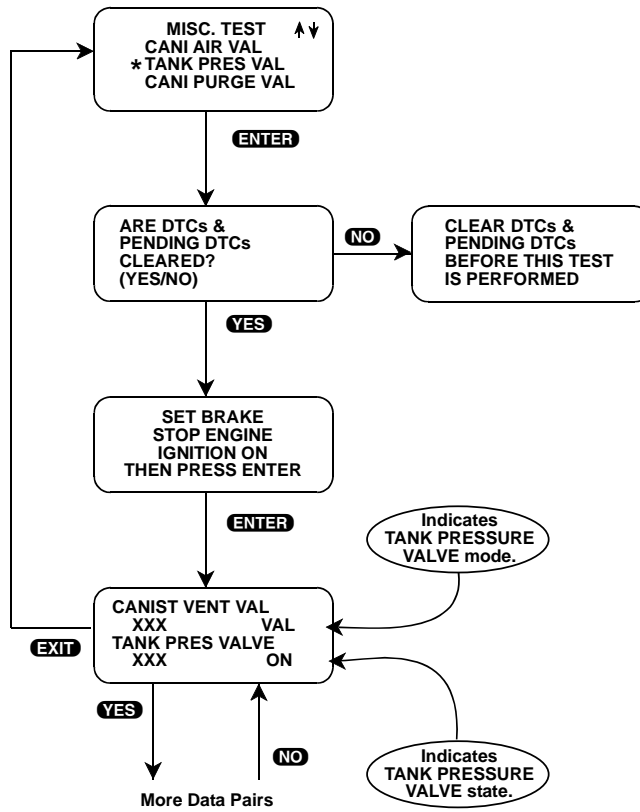 MISC. TEST
CANI AIR VAL
*TANK PRES VAL
CANI PURGE VAL
ENTER
ARE DTCs &
PENDING DTCs
CLEARED?
(YES/NO)
NO
CLEAR DTCs &
PENDING DTCs
BEFORE THIS TEST
IS PERFORMED
YES
SET BRAKE
STOP ENGINE
IGNITION ON
THEN PRESS ENTER
ENTER
Indicates
TANK PRESSURE
VALVE mode.
CANIST VENT VAL
XXX VAL
TANK PRES VALVE
XXX ON
EXIT
YES
NO
More Data Pairs
Indicates
TANK PRESSURE
VALVE state.